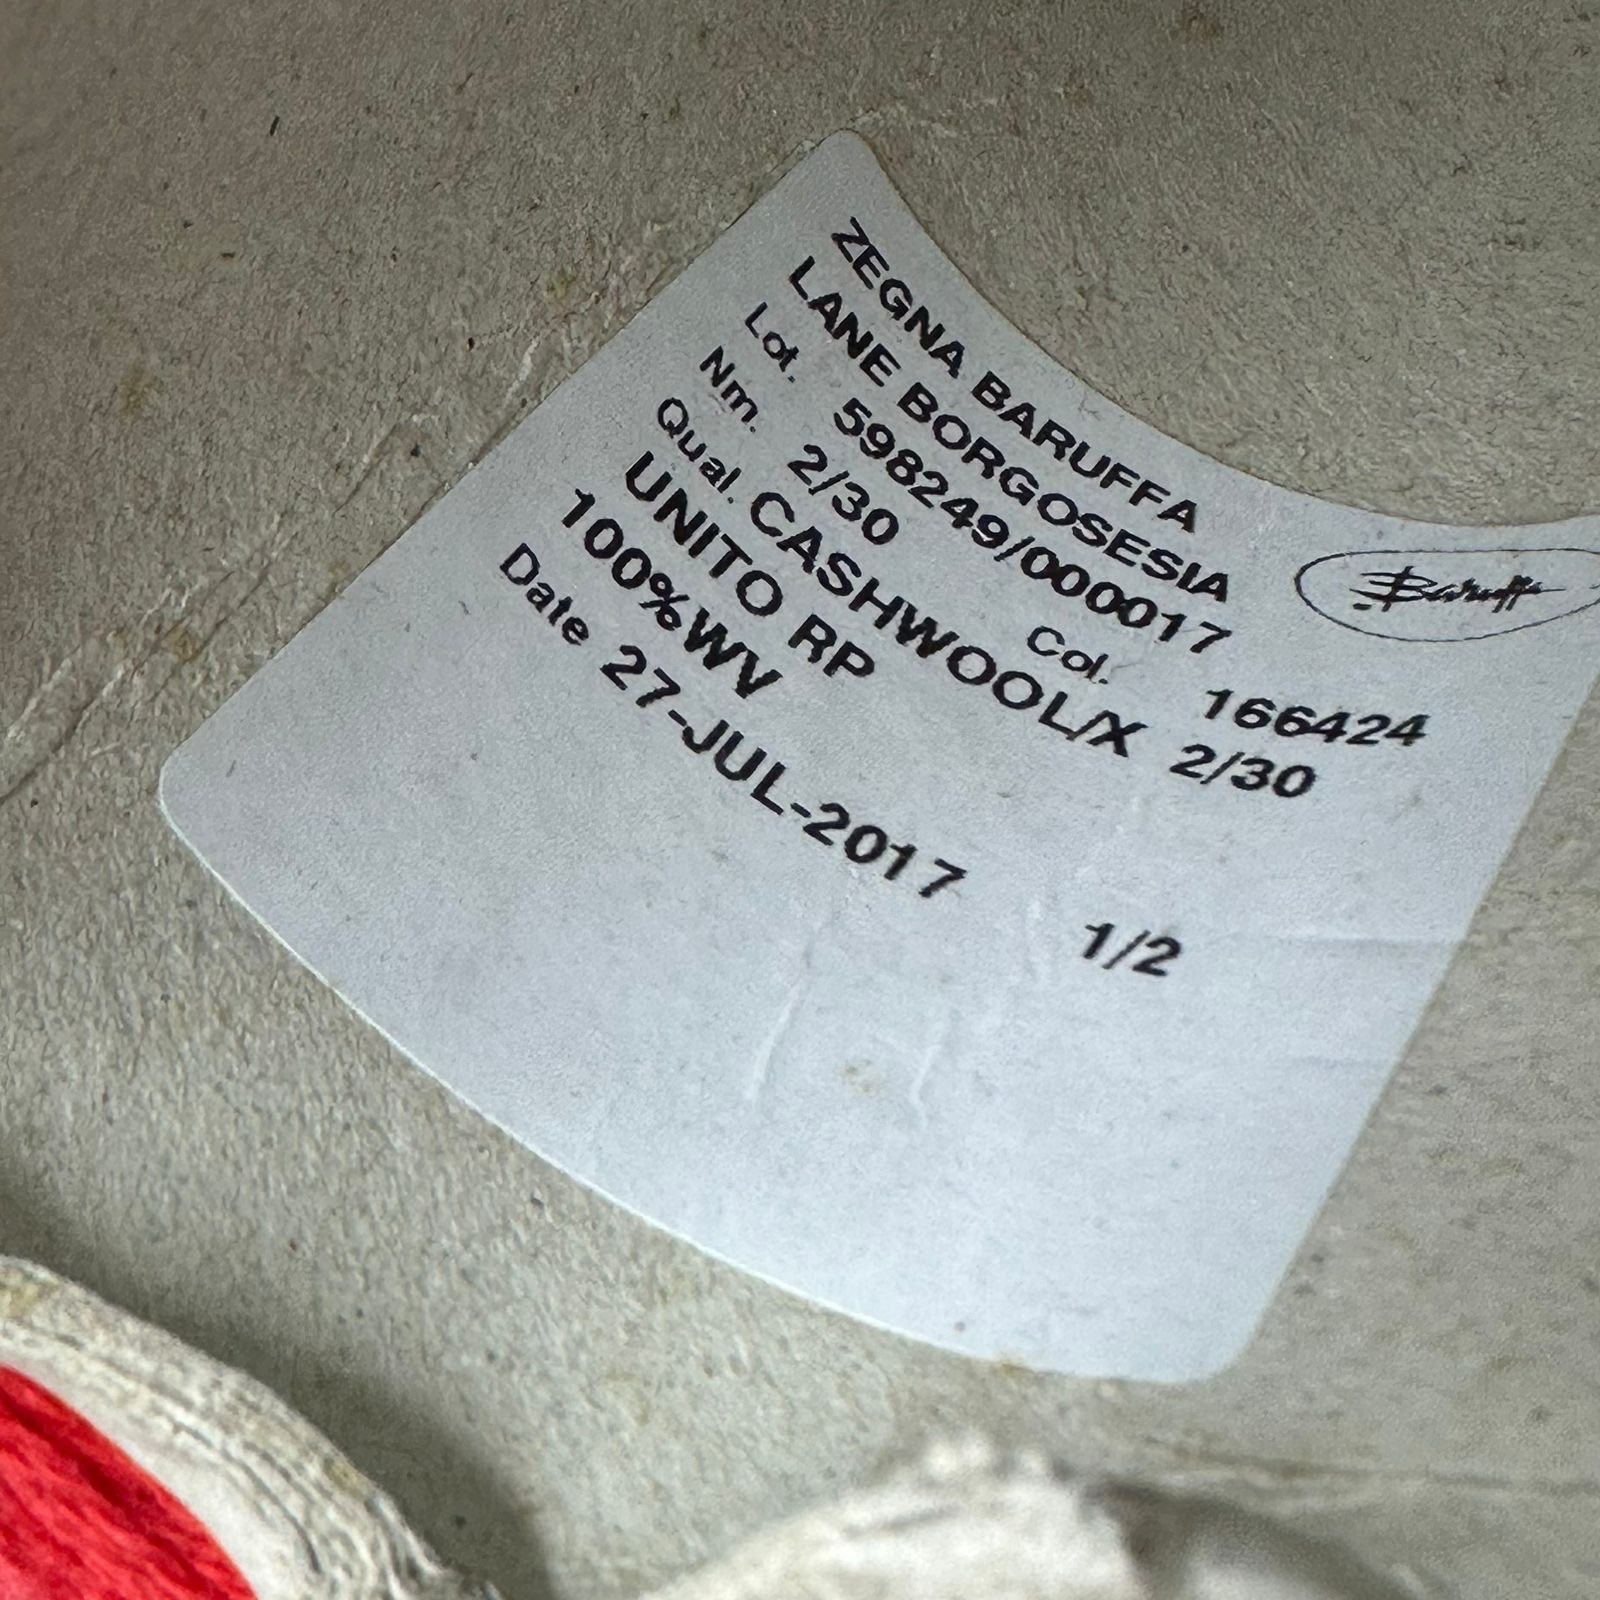 ZEGNA BARUFFA
LANE BORGOSESIA
Baruffa
Lot. 598249/000017
Nm. 2/30 Col. 166424
Qual. CASHWOOL/X 2/30
UNITO RP
100%WV
Date 27-JUL-2017 1/2